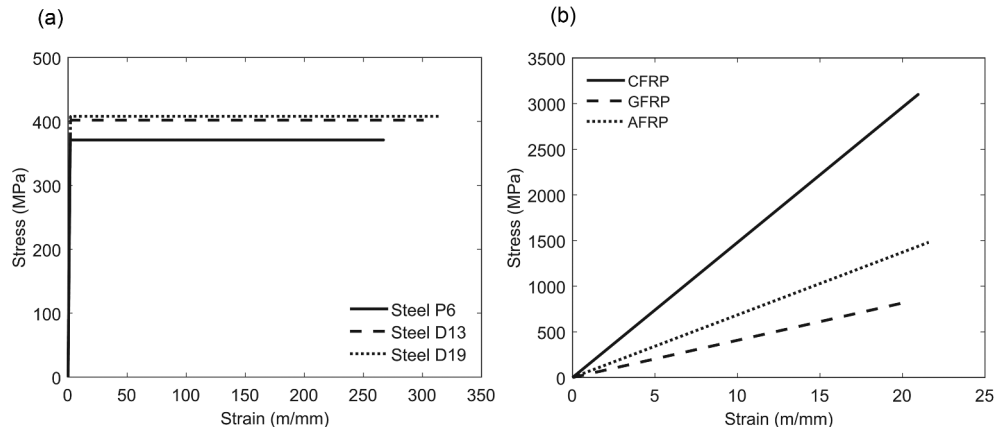 (a)
Stress (MPa)
500
400
300
200
100
0
0 50 100 150 200 250 300 350
Strain (m/mm)
Steel P6
Steel D13
Steel D19
(b)
Stress (MPa)
3500
3000
2500
2000
1500
1000
500
0
0 5 10 15 20 25
Strain (m/mm)
CFRP
GFRP
AFRP